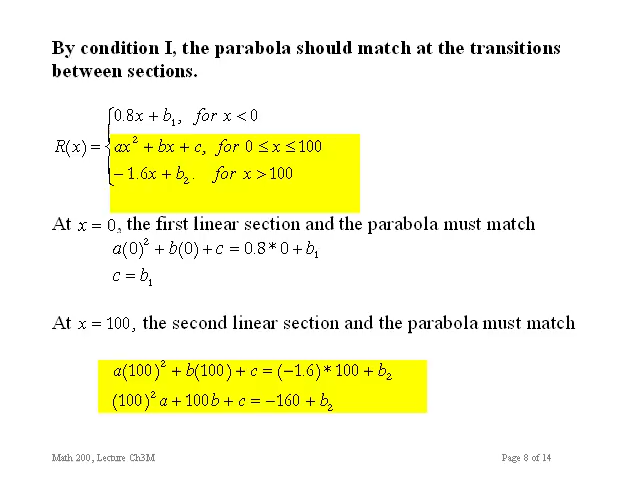 By condition I, the parabola should match at the transitions
between sections.
0.8x + b₁, for x < 0
R(x) = { ax² + bx + c, for 0 ≤ x ≤ 100
− 1.6x + b₂. for x > 100
At x = 0, the first linear section and the parabola must match
a(0)² + b(0) + c = 0.8 * 0 + b₁
c = b₁
At x = 100, the second linear section and the parabola must match
a(100)² + b(100) + c = (−1.6) * 100 + b₂
(100)² a + 100b + c = −160 + b₂
Math 200, Lecture Ch3M Page 8 of 14